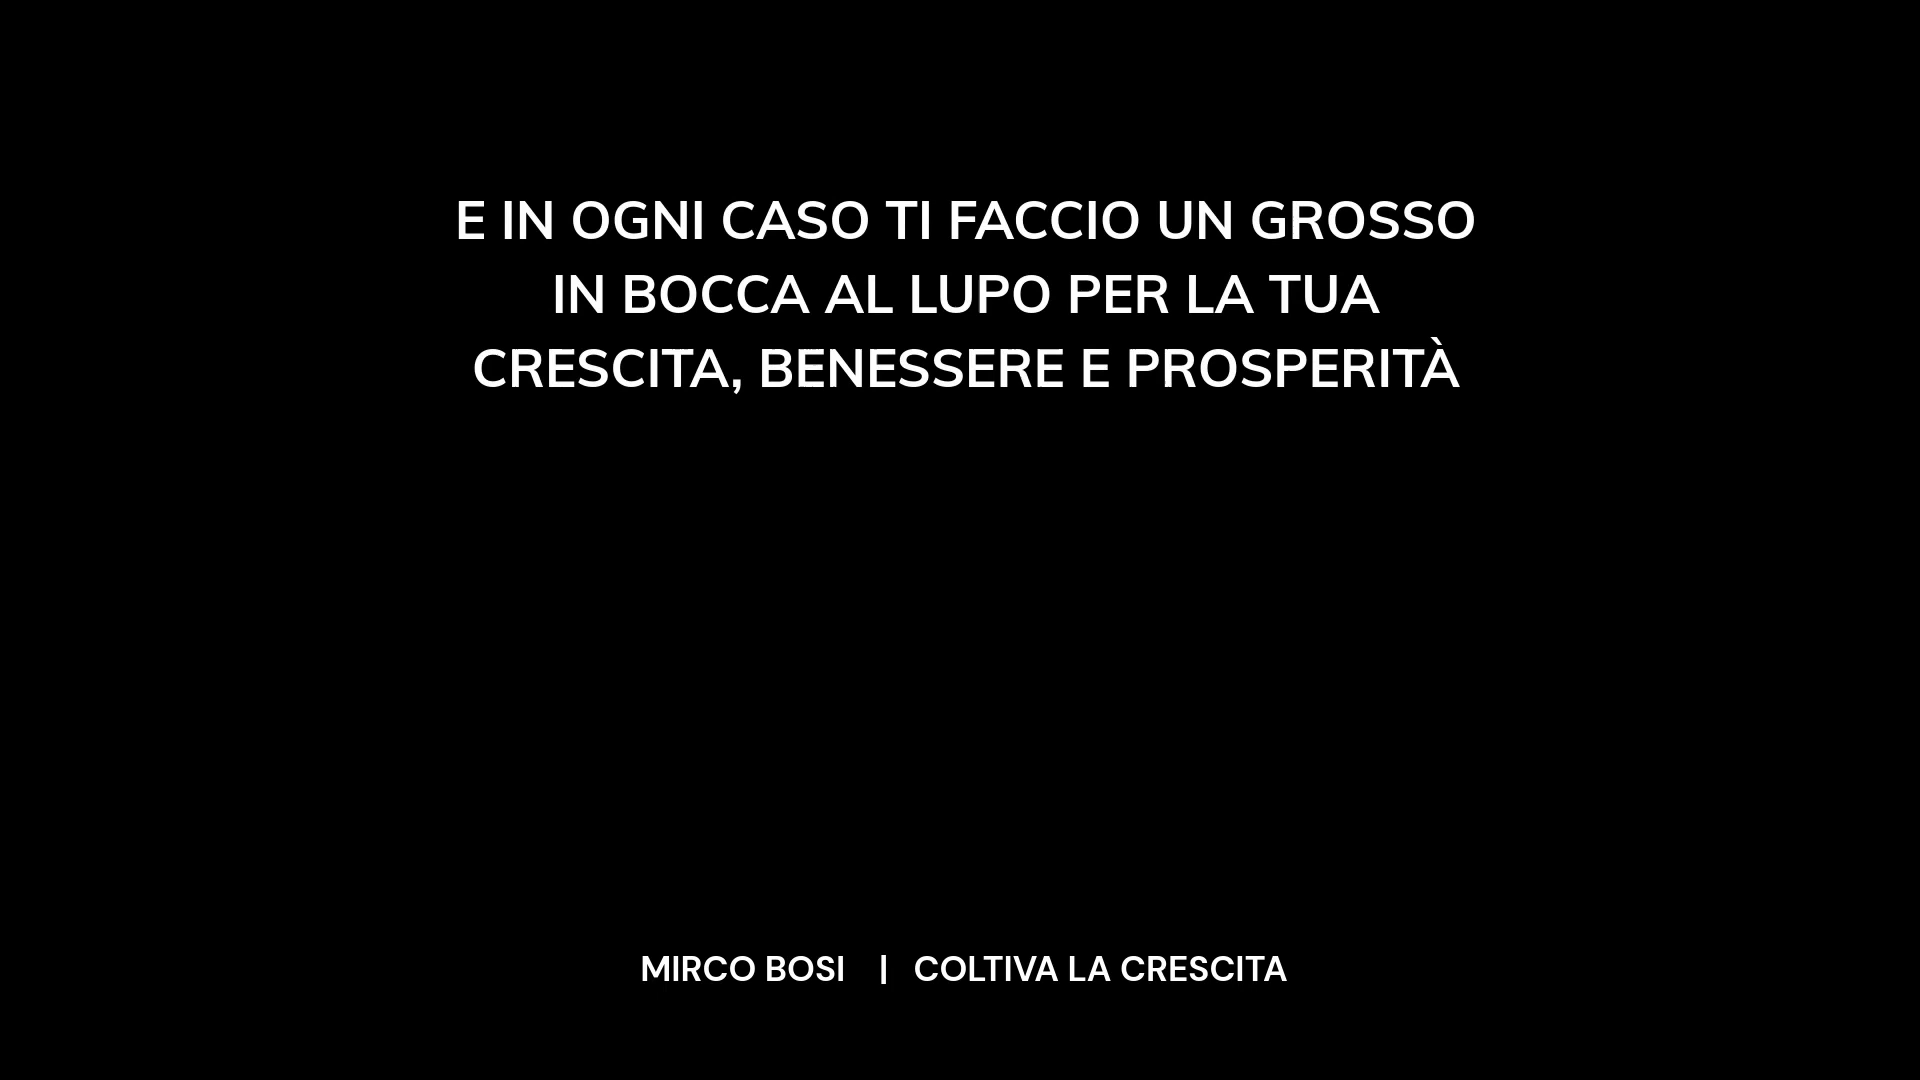 E IN OGNI CASO TI FACCIO UN GROSSO
IN BOCCA AL LUPO PER LA TUA
CRESCITA, BENESSERE E PROSPERITÀ
MIRCO BOSI | COLTIVA LA CRESCITA